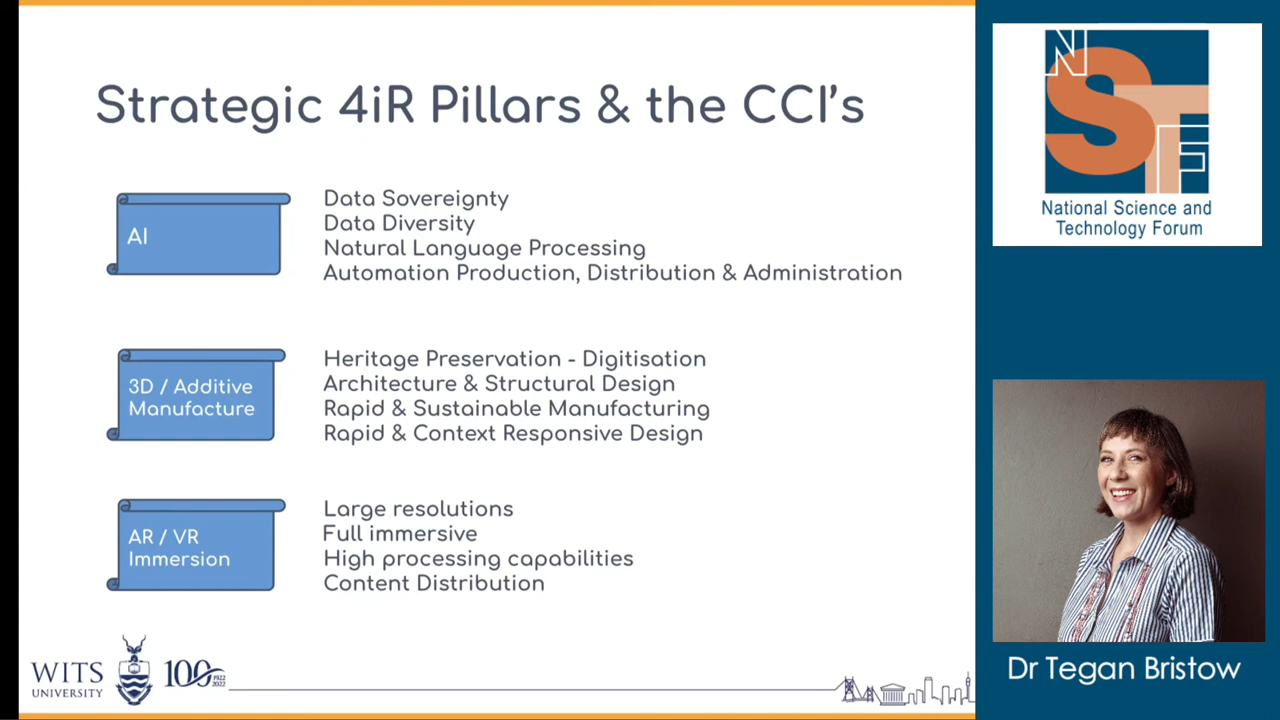 Strategic 4iR Pillars & the CCI's
AI
Data Sovereignty
Data Diversity
Natural Language Processing
Automation Production, Distribution & Administration
3D / Additive
Manufacture
Heritage Preservation - Digitisation
Architecture & Structural Design
Rapid & Sustainable Manufacturing
Rapid & Context Responsive Design
AR / VR
Immersion
Large resolutions
Full immersive
High processing capabilities
Content Distribution
WITS
UNIVERSITY
100
1922
2022
NSTF
National Science and
Technology Forum
Dr Tegan Bristow